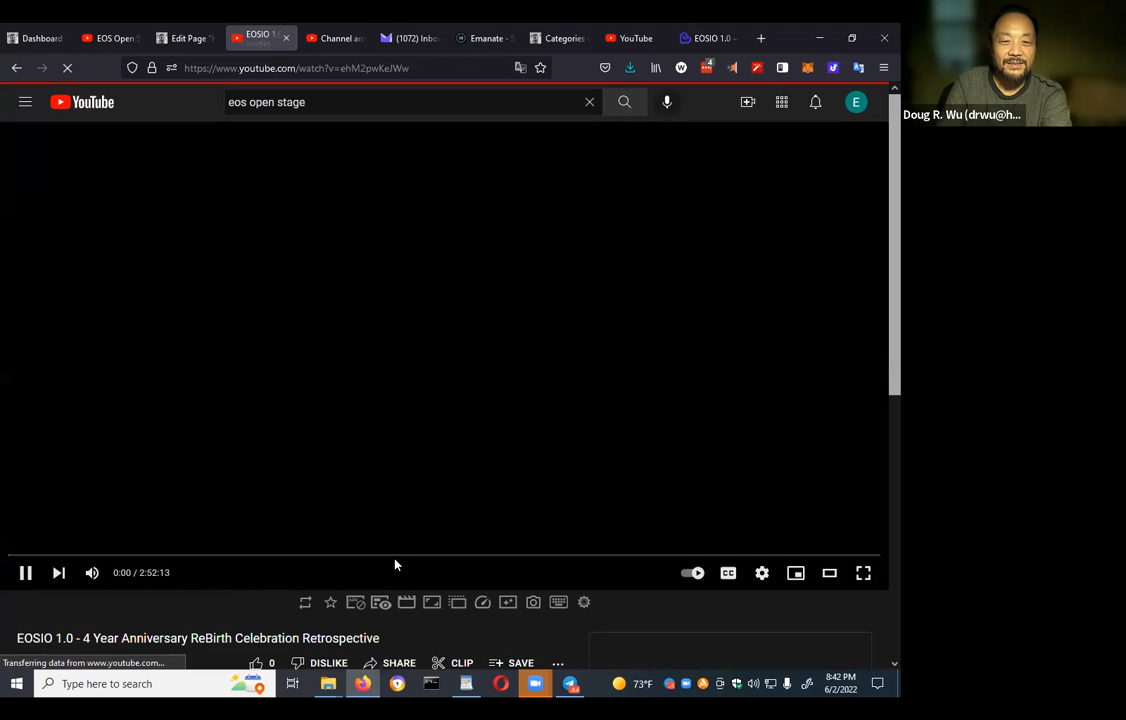 Dashboard
EOS Open S
Edit Page "
EOSIO 1.
Channel an
(1072) Inbo
Emanate -
Categories
YouTube
EOSIO 1.0 –
https://www.youtube.com/watch?v=ehM2pwKeJWw
4
YouTube
eos open stage
E
Doug R. Wu (drwu@h...
0:00 / 2:52:13
CC
EOSIO 1.0 - 4 Year Anniversary ReBirth Celebration Retrospective
0
DISLIKE
SHARE
CLIP
SAVE
Transferring data from www.youtube.com...
Type here to search
73°F
8:42 PM
6/2/2022